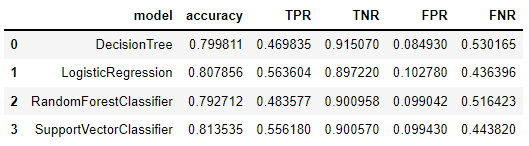 model accuracy TPR TNR FPR FNR
0 DecisionTree 0.799811 0.469835 0.915070 0.084930 0.530165
1 LogisticRegression 0.807856 0.563604 0.897220 0.102780 0.436396
2 RandomForestClassifier 0.792712 0.483577 0.900958 0.099042 0.516423
3 SupportVectorClassifier 0.813535 0.556180 0.900570 0.099430 0.443820